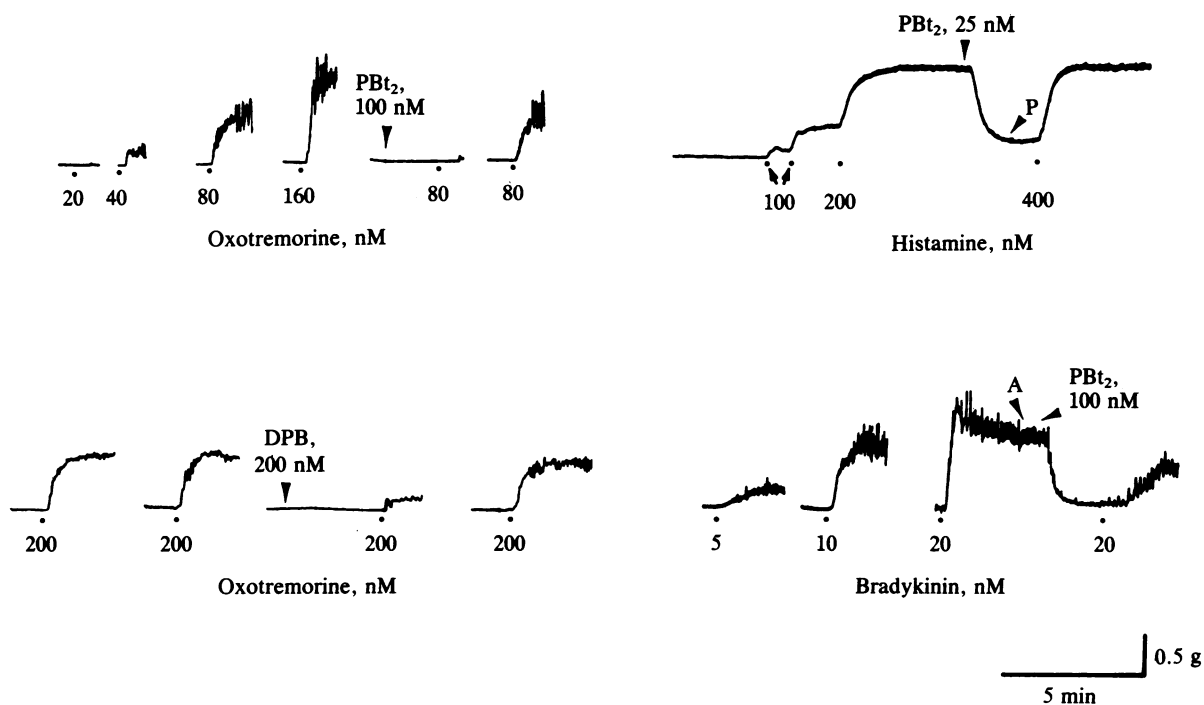 PBt₂,
100 nM
20 40 80 160 80 80
Oxotremorine, nM
PBt₂, 25 nM
P
100 200 400
Histamine, nM
DPB,
200 nM
200 200 200 200
Oxotremorine, nM
A
PBt₂,
100 nM
5 10 20 20
Bradykinin, nM
0.5 g
5 min